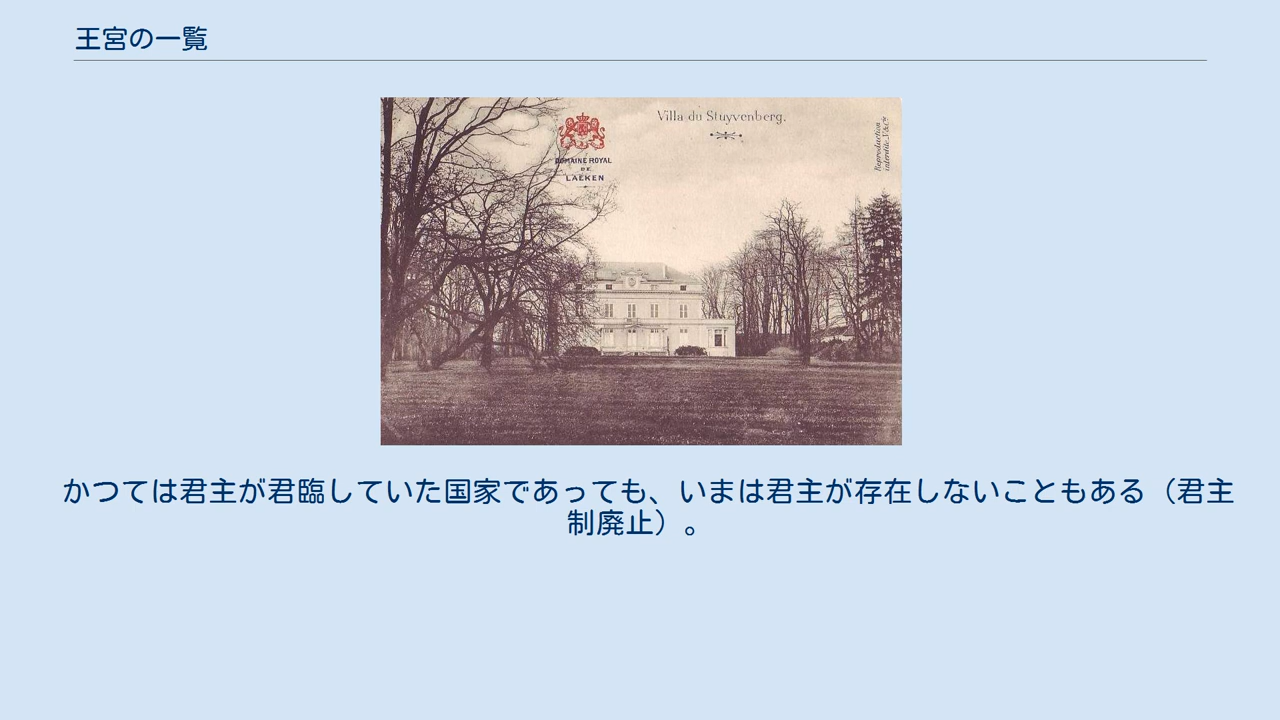 王宮の一覧
Villa du Stuyvenberg.
DOMAINE ROYAL
DE
LAEKEN
Reproduction
interdite
かつては君主が君臨していた国家であっても、いまは君主が存在しないこともある（君主
制廃止）。